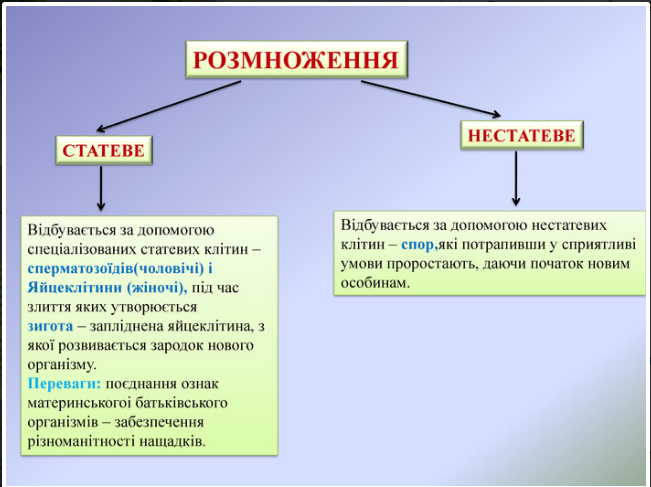 РОЗМНОЖЕННЯ
СТАТЕВЕ
НЕСТАТЕВЕ
Відбувається за допомогою
спеціалізованих статевих клітин –
сперматозоїдів(чоловічі) і
Яйцеклітини (жіночі), під час
злиття яких утворюється
зигота – запліднена яйцеклітина, з
якої розвивається зародок нового
організму.
Переваги: поєднання ознак
материнськогоі батьківського
організмів – забезпечення
різноманітності нащадків.
Відбувається за допомогою нестатевих
клітин – спор,які потрапивши у сприятливі
умови проростають, даючи початок новим
особинам.